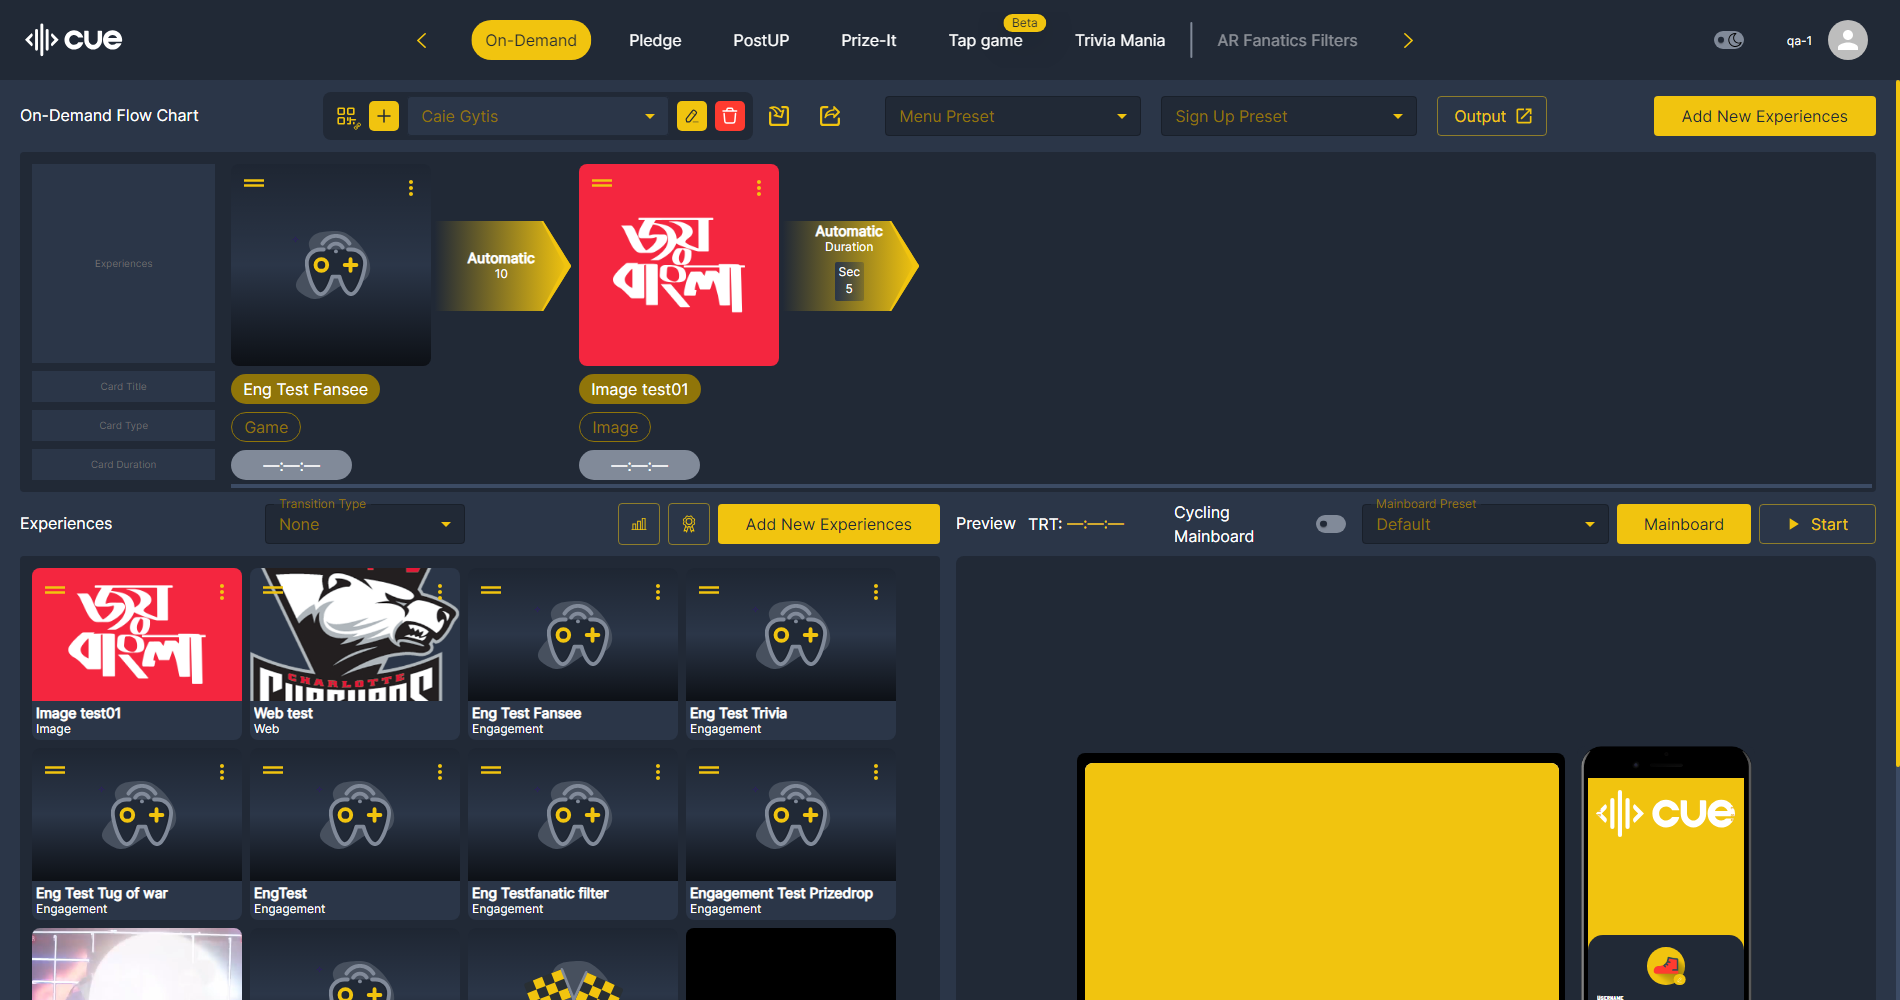 cue
On-Demand
Pledge
PostUP
Prize-It
Tap game
Beta
Trivia Mania
AR Fanatics Filters
qa-1
On-Demand Flow Chart
Caie Gytis
Menu Preset
Sign Up Preset
Output
Add New Experiences
Experiences
Automatic
10
জয়
বাংলা
Automatic
Duration
Sec
5
Card Title
Eng Test Fansee
Image test01
Card Type
Game
Image
Card Duration
—:—:—
—:—:—
Experiences
Transition Type
None
Add New Experiences
Preview
TRT: —:—:—
Cycling
Mainboard
Mainboard Preset
Default
Mainboard
Start
জয়
বাংলা
Image test01
Image
CHARLOTTE
Web test
Web
Eng Test Fansee
Engagement
Eng Test Trivia
Engagement
Eng Test Tug of war
Engagement
EngTest
Engagement
Eng Testfanatic filter
Engagement
Engagement Test Prizedrop
Engagement
cue
USERNAME